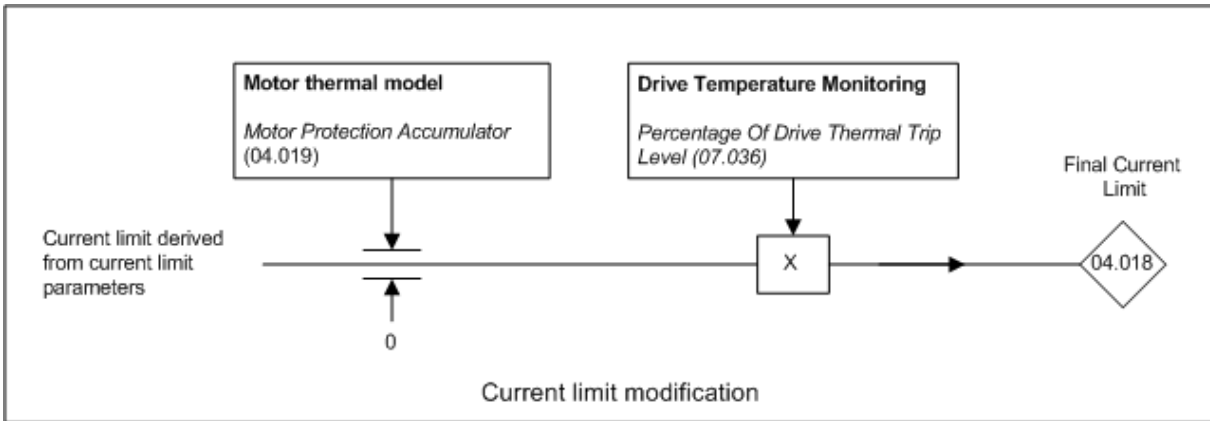 Motor thermal model
Motor Protection Accumulator
(04.019)
Drive Temperature Monitoring
Percentage Of Drive Thermal Trip
Level (07.036)
Final Current
Limit
Current limit derived
from current limit
parameters
X
04.018
0
Current limit modification